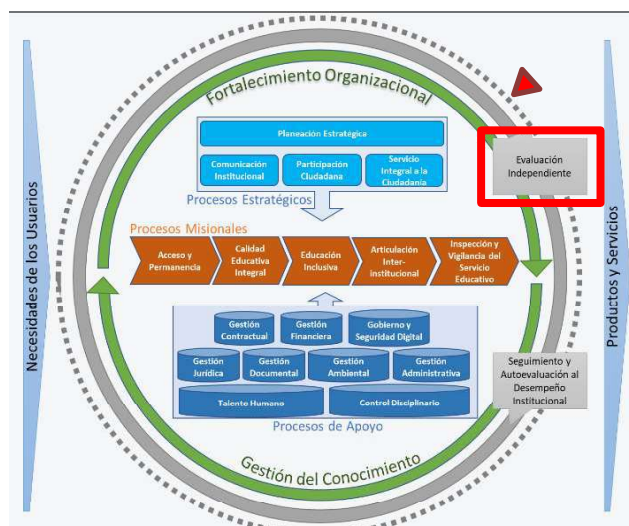 Necesidades de los Usuarios
Fortalecimiento Organizacional
Planeación Estratégica
Comunicación
Institucional
Participación
Ciudadana
Servicio
Integral a la
Ciudadanía
Procesos Estratégicos
Evaluación
Independiente
Procesos Misionales
Acceso y
Permanencia
Calidad
Educativa
Integral
Educación
Inclusiva
Articulación
Inter-
institucional
Inspección y
Vigilancia del
Servicio
Educativo
Gestión
Contractual
Gestión
Financiera
Gobierno y
Seguridad Digital
Gestión
Jurídica
Gestión
Documental
Gestión
Ambiental
Gestión
Administrativa
Talento Humano
Control Disciplinario
Procesos de Apoyo
Seguimiento y
Autoevaluación al
Desempeño
Institucional
Gestión del Conocimiento
Productos y Servicios